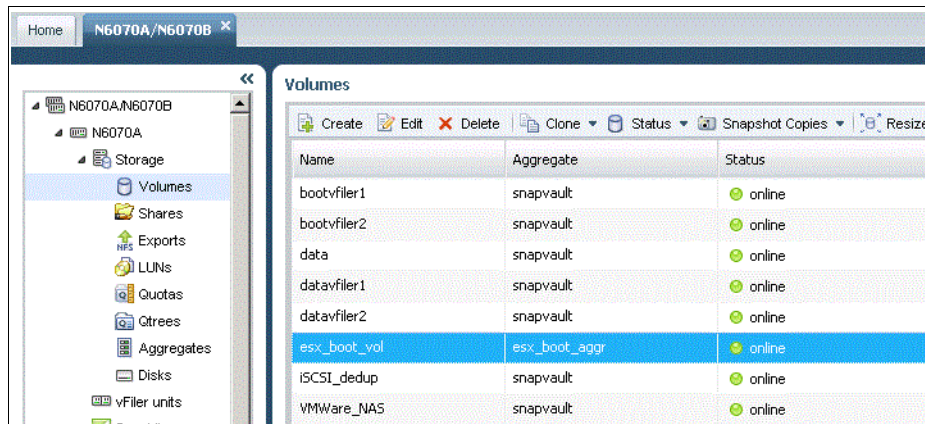 Home N6070A/N6070B
Volumes
N6070A/N6070B
N6070A
Storage
Volumes
Shares
NFS Exports
LUNs
Quotas
Qtrees
Aggregates
Disks
vFiler units
Create Edit Delete Clone Status Snapshot Copies Resize
Name Aggregate Status
bootvfiler1 snapvault online
bootvfiler2 snapvault online
data snapvault online
datavfiler1 snapvault online
datavfiler2 snapvault online
esx_boot_vol esx_boot_aggr online
iSCSI_dedup snapvault online
VMWare_NAS snapvault online